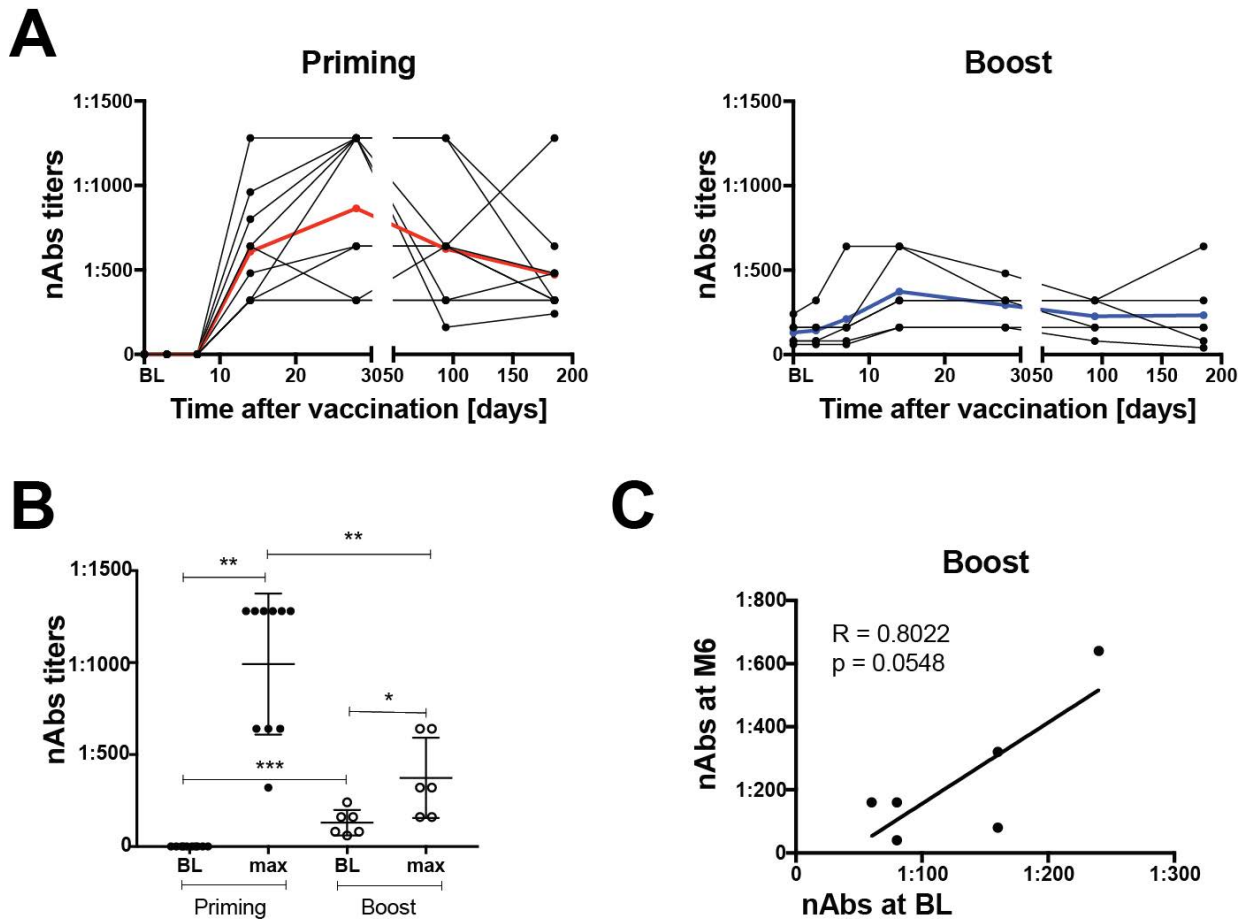 A
Priming
nAbs titers
1:1500
1:1000
1:500
0
BL 10 20 30 50 100 150 200
Time after vaccination [days]
Boost
nAbs titers
1:1500
1:1000
1:500
0
BL 10 20 30 50 100 150 200
Time after vaccination [days]
B
nAbs titers
1:1500
1:1000
1:500
0
**
**
***
*
BL max BL max
Priming Boost
C
Boost
nAbs at M6
1:800
1:600
1:400
1:200
0
R = 0.8022
p = 0.0548
0 1:100 1:200 1:300
nAbs at BL